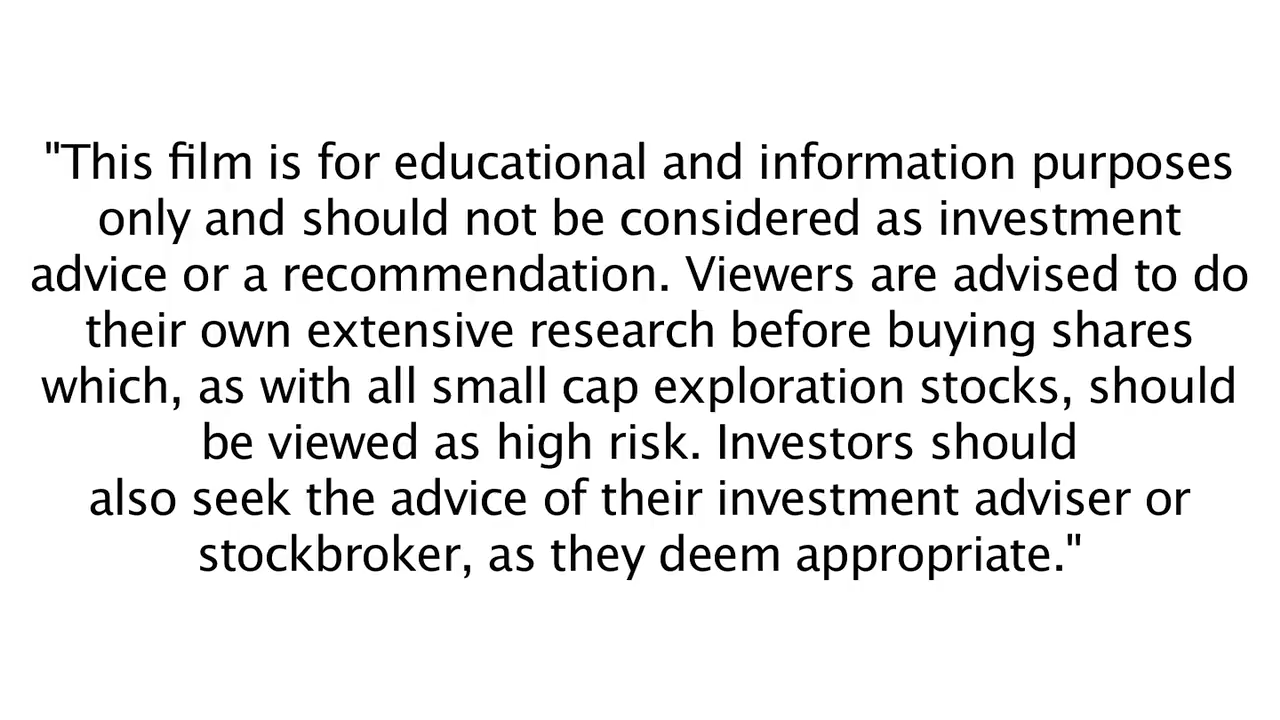 "This film is for educational and information purposes
only and should not be considered as investment
advice or a recommendation. Viewers are advised to do
their own extensive research before buying shares
which, as with all small cap exploration stocks, should
be viewed as high risk. Investors should
also seek the advice of their investment adviser or
stockbroker, as they deem appropriate."